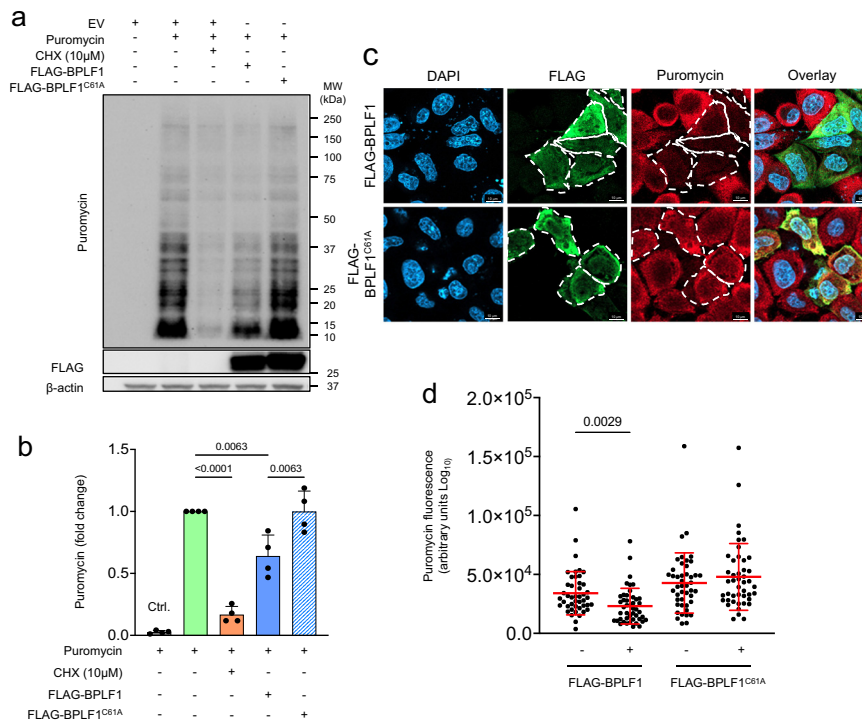 a
EV + + + - -
Puromycin - + + + +
CHX (10µM) - - + - -
FLAG-BPLF1 - - - + -
FLAG-BPLF1C61A - - - - +
MW
(kDa)
250
150
100
75
50
37
25
20
15
10
Puromycin
FLAG
25
β-actin
37
b
Puromycin (fold change)
1.5
1.0
0.5
0.0
0.0063
<0.0001
0.0063
Ctrl.
Puromycin + + + + +
CHX (10µM) - - + - -
FLAG-BPLF1 - - - + -
FLAG-BPLF1C61A - - - - +
c
DAPI FLAG Puromycin Overlay
FLAG-BPLF1
FLAG-
BPLF1C61A
d
Puromycin fluorescence
(arbitrary units Log10)
2.0×105
1.5×105
1.0×105
5.0×104
0.0
0.0029
- + - +
FLAG-BPLF1 FLAG-BPLF1C61A